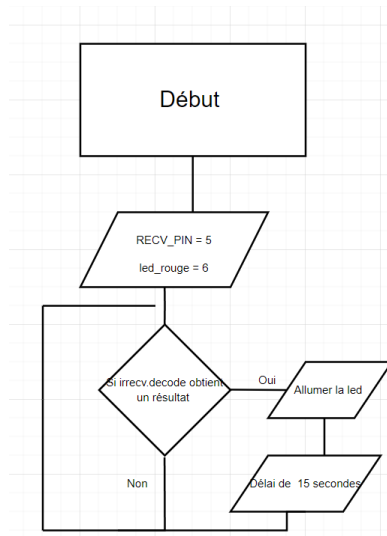 Début
RECV_PIN = 5
led_rouge = 6
Si irrecv.decode obtient
un résultat
Oui
Allumer la led
Délai de 15 secondes
Non